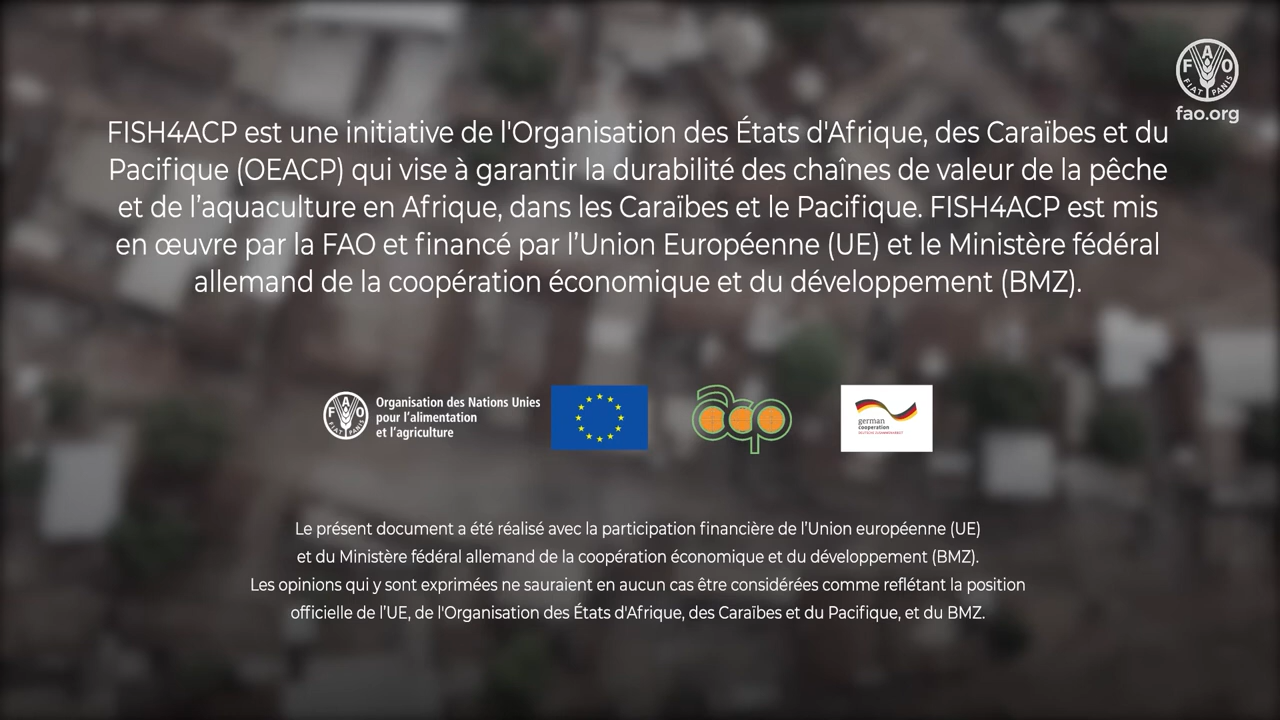 FAO
FIAT PANIS
fao.org
FISH4ACP est une initiative de l'Organisation des États d'Afrique, des Caraïbes et du
Pacifique (OEACP) qui vise à garantir la durabilité des chaînes de valeur de la pêche
et de l’aquaculture en Afrique, dans les Caraïbes et le Pacifique. FISH4ACP est mis
en œuvre par la FAO et financé par l’Union Européenne (UE) et le Ministère fédéral
allemand de la coopération économique et du développement (BMZ).
FAO
FIAT PANIS
Organisation des Nations Unies
pour l’alimentation
et l’agriculture
acp
german
cooperation
DEUTSCHE ZUSAMMENARBEIT
Le présent document a été réalisé avec la participation financière de l’Union européenne (UE)
et du Ministère fédéral allemand de la coopération économique et du développement (BMZ).
Les opinions qui y sont exprimées ne sauraient en aucun cas être considérées comme reflétant la position
officielle de l’UE, de l'Organisation des États d'Afrique, des Caraïbes et du Pacifique, et du BMZ.